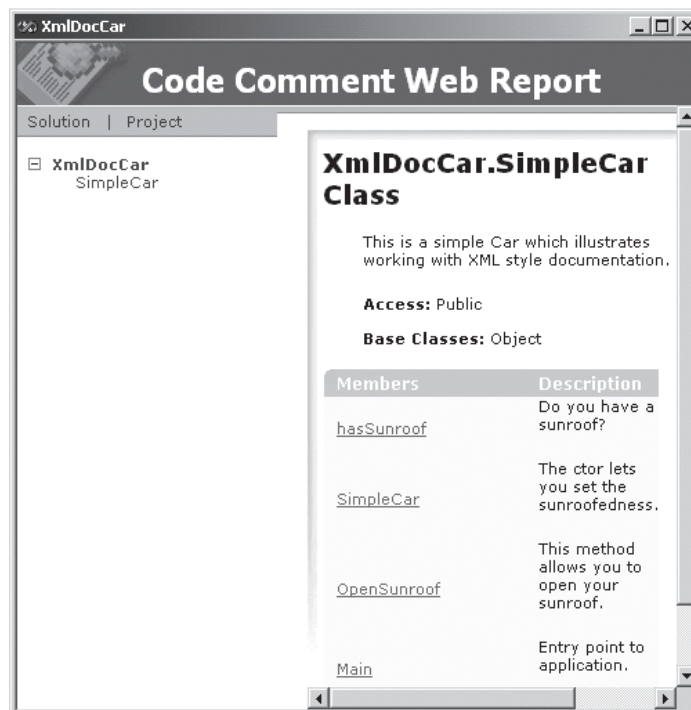 XmlDocCar
Code Comment Web Report
Solution | Project
XmlDocCar
SimpleCar
XmlDocCar.SimpleCar
Class
This is a simple Car which illustrates
working with XML style documentation.
Access: Public
Base Classes: Object
Members Description
hasSunroof
Do you have a
sunroof?
SimpleCar
The ctor lets
you set the
sunroofedness.
OpenSunroof
This method
allows you to
open your
sunroof.
Main
Entry point to
application.